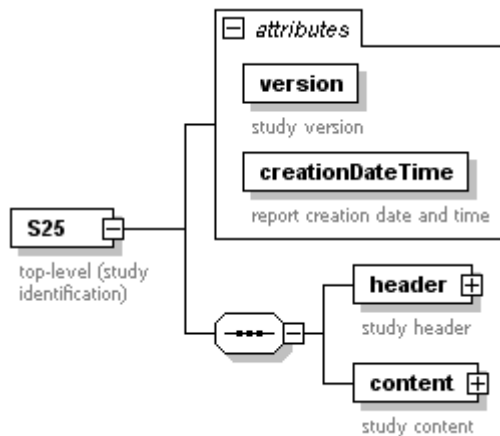 attributes
version
study version
creationDateTime
report creation date and time
S25
top-level (study
identification)
header
study header
content
study content